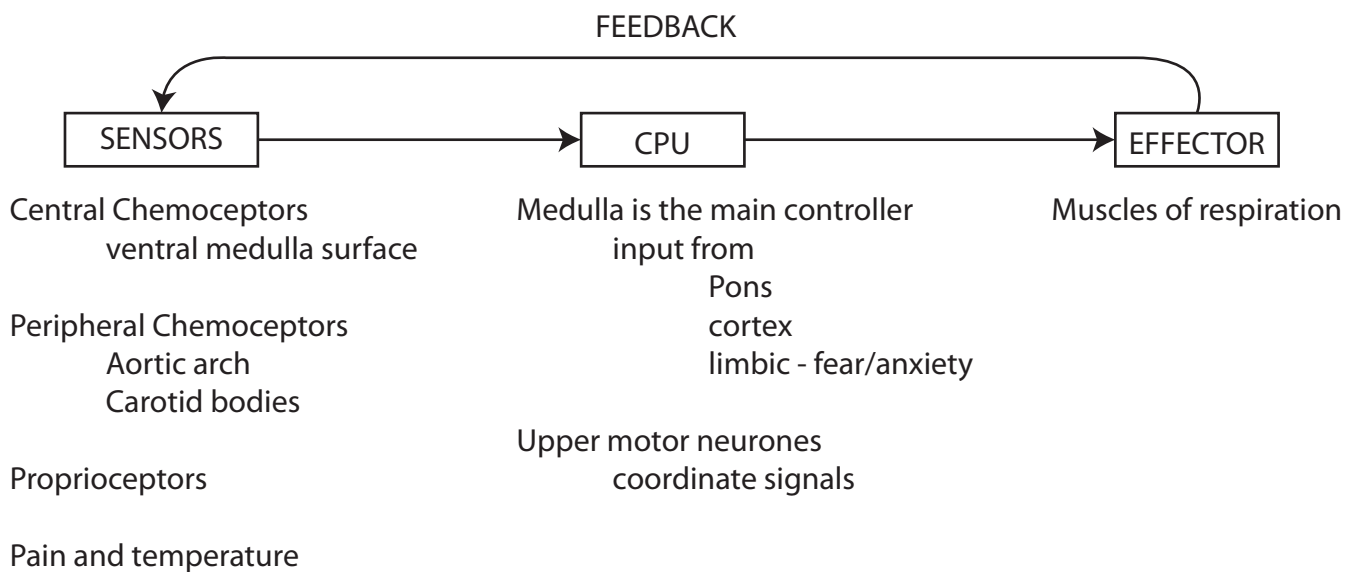 FEEDBACK
SENSORS
CPU
EFFECTOR
Central Chemoceptors
ventral medulla surface
Peripheral Chemoceptors
Aortic arch
Carotid bodies
Proprioceptors
Pain and temperature
Medulla is the main controller
input from
Pons
cortex
limbic - fear/anxiety
Upper motor neurones
coordinate signals
Muscles of respiration